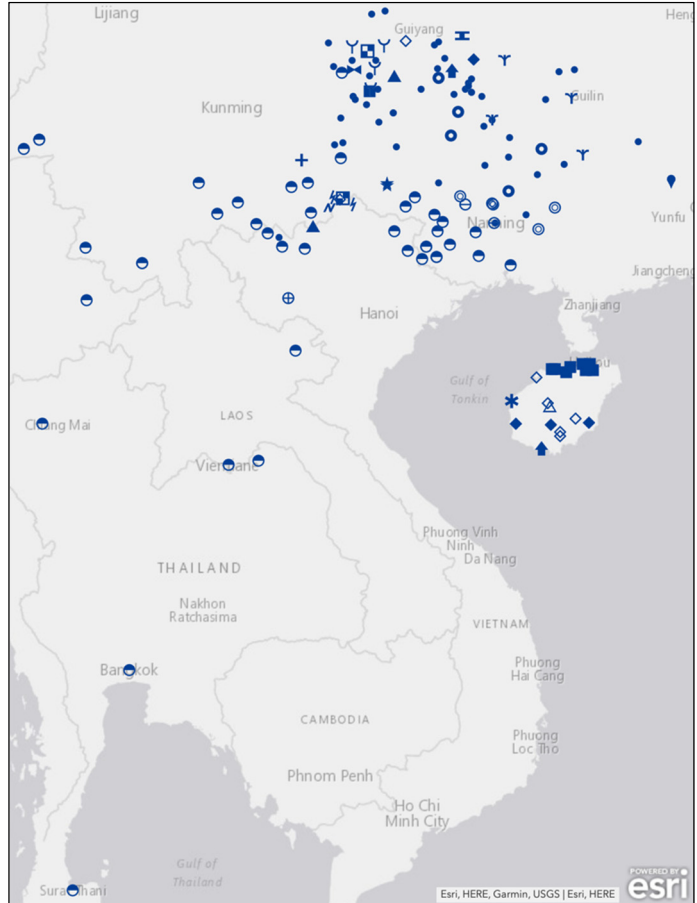 Lijiang
Heng
Guiyang
Kunming
Guilin
Nanning
Yunfu
Jiangcheng
Hanoi
Zhanjiang
Gulf of
Tonkin
LAOS
Chiang Mai
Vientiane
Phuong Vinh
Ninh
Da Nang
THAILAND
Nakhon
Ratchasima
VIETNAM
Bangkok
Phuong
Hai Cang
CAMBODIA
Phuong
Loc Tho
Phnom Penh
Ho Chi
Minh City
Gulf of
Thailand
Surat Thani
POWERED BY
esri
Esri, HERE, Garmin, USGS | Esri, HERE